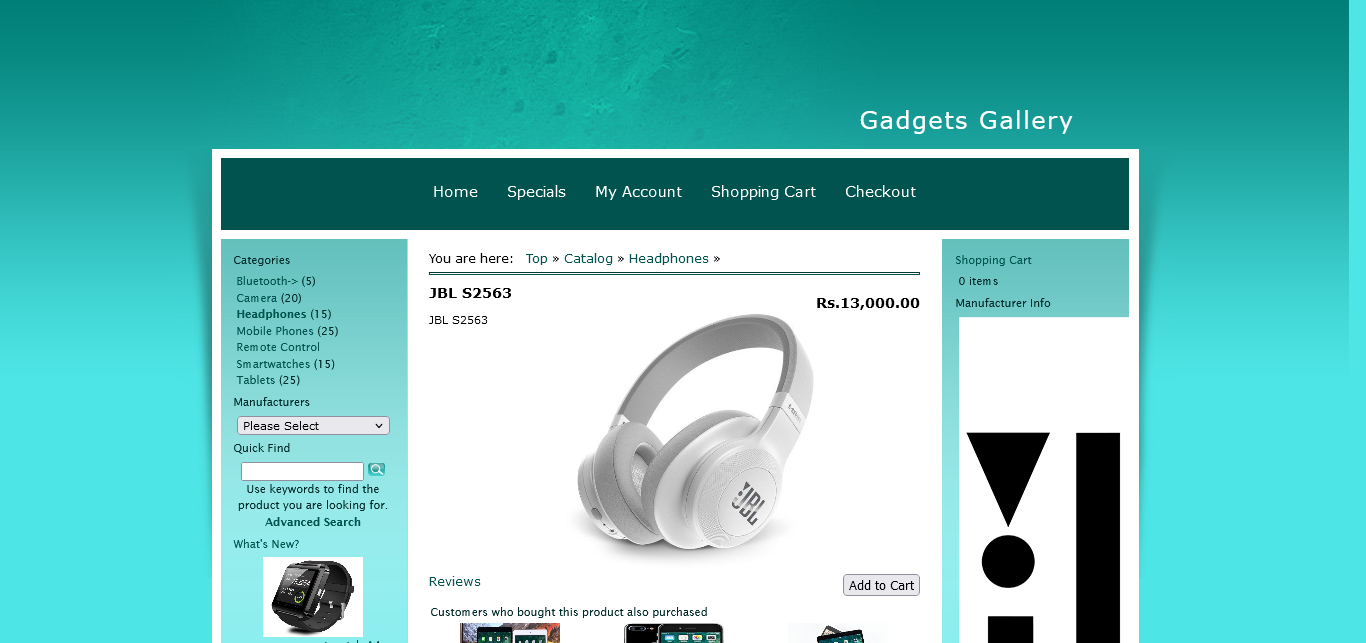 Gadgets Gallery
Home Specials My Account Shopping Cart Checkout
Categories
Bluetooth-> (5)
Camera (20)
Headphones (15)
Mobile Phones (25)
Remote Control
Smartwatches (15)
Tablets (25)
Manufacturers
Please Select
Quick Find
Use keywords to find the
product you are looking for.
Advanced Search
What's New?
You are here: Top » Catalog » Headphones »
JBL S2563
Rs.13,000.00
JBL S2563
JBL
Reviews
Add to Cart
Customers who bought this product also purchased
Shopping Cart
0 items
Manufacturer Info